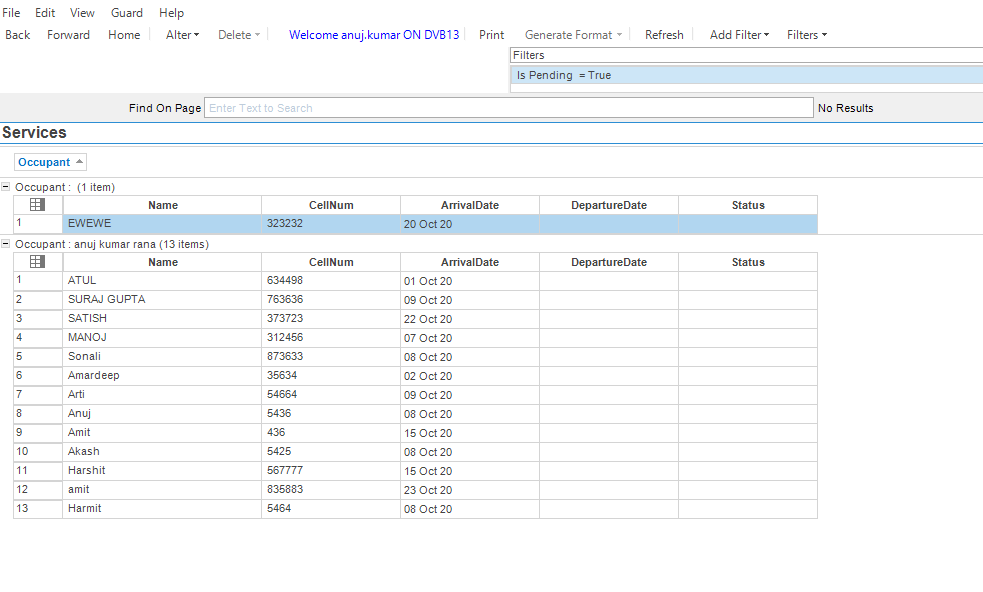 File Edit View Guard Help
Back Forward Home Alter Delete Welcome anuj.kumar ON DVB13 Print Generate Format Refresh Add Filter Filters
Filters
Is Pending = True
Find On Page Enter Text to Search No Results
Services
Occupant
Occupant : (1 item)
Name CellNum ArrivalDate DepartureDate Status
1 EWEWE 323232 20 Oct 20
Occupant : anuj kumar rana (13 items)
Name CellNum ArrivalDate DepartureDate Status
1 ATUL 634498 01 Oct 20
2 SURAJ GUPTA 763636 09 Oct 20
3 SATISH 373723 22 Oct 20
4 MANOJ 312456 07 Oct 20
5 Sonali 873633 08 Oct 20
6 Amardeep 35634 02 Oct 20
7 Arti 54664 09 Oct 20
8 Anuj 5436 08 Oct 20
9 Amit 436 15 Oct 20
10 Akash 5425 08 Oct 20
11 Harshit 567777 15 Oct 20
12 amit 835883 23 Oct 20
13 Harmit 5464 08 Oct 20